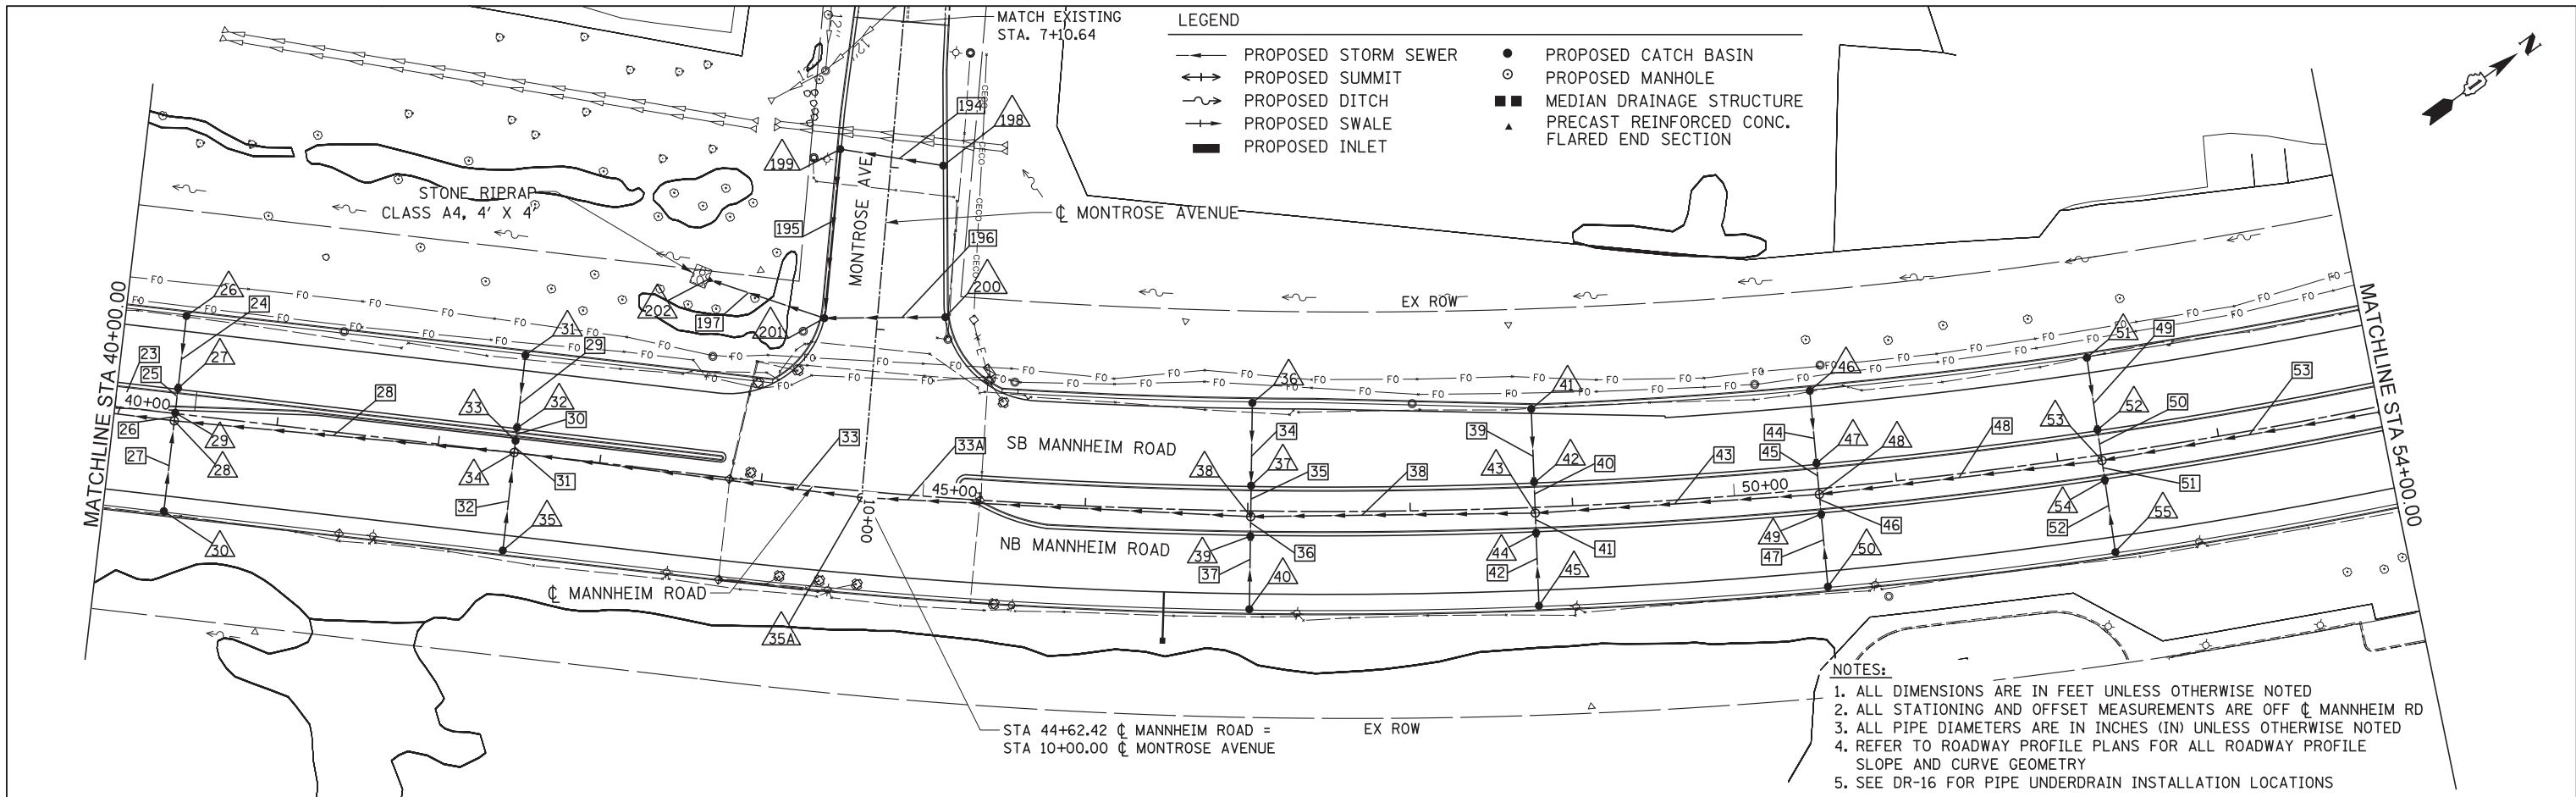 MATCH EXISTING
STA. 7+10.64
LEGEND
PROPOSED STORM SEWER
PROPOSED SUMMIT
PROPOSED DITCH
PROPOSED SWALE
PROPOSED INLET
PROPOSED CATCH BASIN
PROPOSED MANHOLE
MEDIAN DRAINAGE STRUCTURE
PRECAST REINFORCED CONC.
FLARED END SECTION
N
12"
12"
194
198
199
STONE RIPRAP
CLASS A4, 4' X 4'
195
MONTROSE AVE
℄ MONTROSE AVENUE
196
CECO
CECO
CECO
200
202
197
201
EX ROW
MATCHLINE STA 40+00.00
MATCHLINE STA 54+00.00
26
24
27
23
25
40+00
26
27
29
28
30
28
31
29
32
33
30
34
31
32
35
33
33A
45+00
10+00
SB MANNHEIM ROAD
NB MANNHEIM ROAD
℄ MANNHEIM ROAD
35A
36
34
37
38
35
39
36
37
40
38
41
39
42
43
40
44
41
42
45
43
46
44
45
47
48
50+00
49
46
47
50
48
51
49
52
53
50
53
54
51
52
55
FO
FO
FO
FO
STA 44+62.42 ℄ MANNHEIM ROAD =
STA 10+00.00 ℄ MONTROSE AVENUE
EX ROW
NOTES:
1. ALL DIMENSIONS ARE IN FEET UNLESS OTHERWISE NOTED
2. ALL STATIONING AND OFFSET MEASUREMENTS ARE OFF ℄ MANNHEIM RD
3. ALL PIPE DIAMETERS ARE IN INCHES (IN) UNLESS OTHERWISE NOTED
4. REFER TO ROADWAY PROFILE PLANS FOR ALL ROADWAY PROFILE
SLOPE AND CURVE GEOMETRY
5. SEE DR-16 FOR PIPE UNDERDRAIN INSTALLATION LOCATIONS